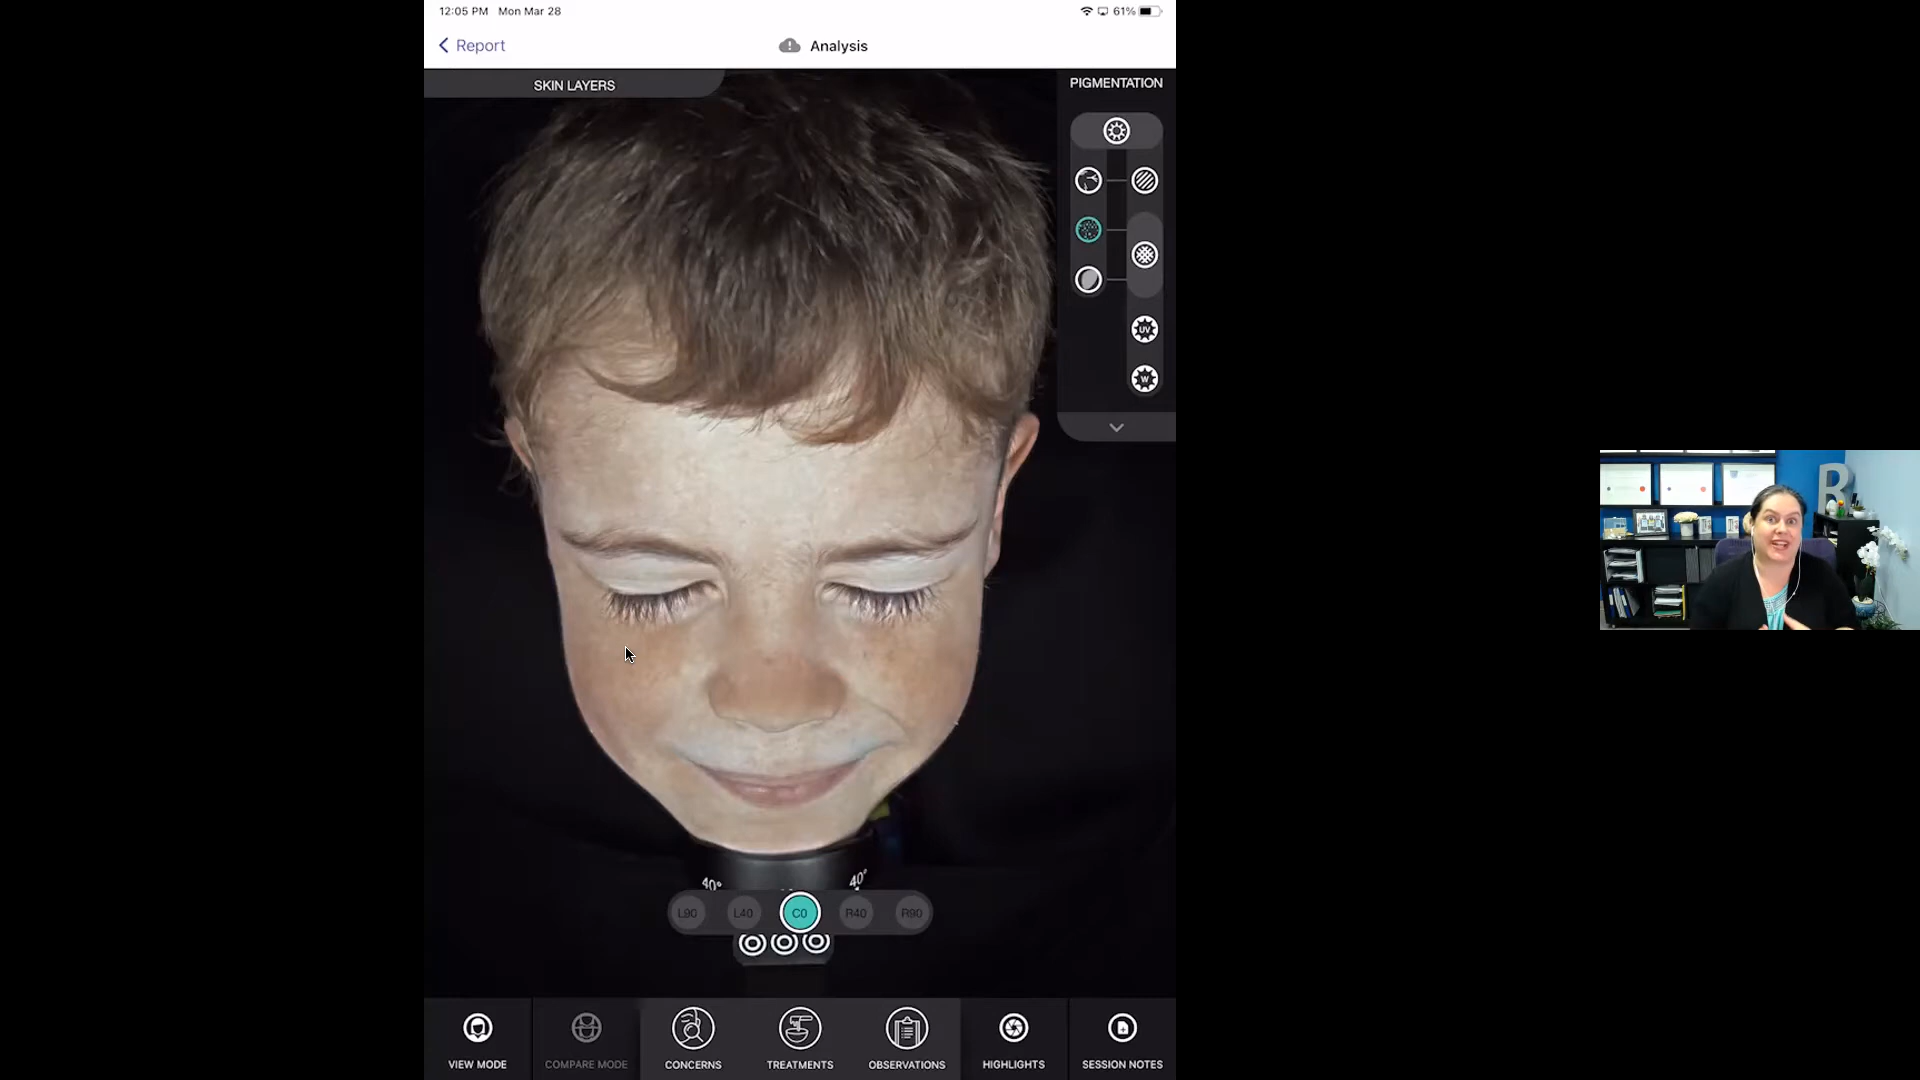 12:05 PM Mon Mar 28
61%
Report
Analysis
SKIN LAYERS
PIGMENTATION
UV
W
40°
40°
L90 L40 C0 R40 R90
VIEW MODE
COMPARE MODE
CONCERNS
TREATMENTS
OBSERVATIONS
HIGHLIGHTS
SESSION NOTES
R